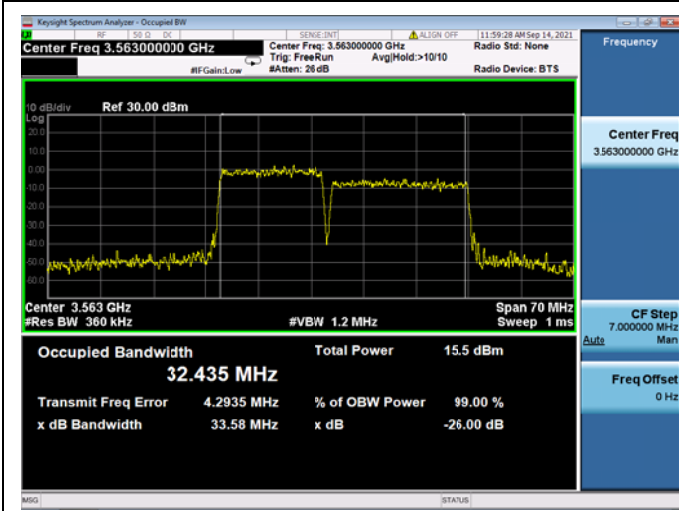 Keysight Spectrum Analyzer - Occupied BW
RF 50 Ω DC SENSE:INT ALIGN OFF 11:59:28 AM Sep 14, 2021
Center Freq 3.563000000 GHz
Center Freq: 3.563000000 GHz Radio Std: None
Trig: FreeRun Avg|Hold:>10/10
#IFGain:Low #Atten: 26 dB Radio Device: BTS
Frequency
10 dB/div Ref 30.00 dBm
Log
20.0
10.0
0.00
-10.0
-20.0
-30.0
-40.0
-50.0
-60.0
Center 3.563 GHz Span 70 MHz
#Res BW 360 kHz #VBW 1.2 MHz Sweep 1 ms
Occupied Bandwidth Total Power 15.5 dBm
32.435 MHz
Transmit Freq Error 4.2935 MHz % of OBW Power 99.00 %
x dB Bandwidth 33.58 MHz x dB -26.00 dB
Center Freq
3.563000000 GHz
CF Step
7.000000 MHz
Auto Man
Freq Offset
0 Hz
MSG STATUS